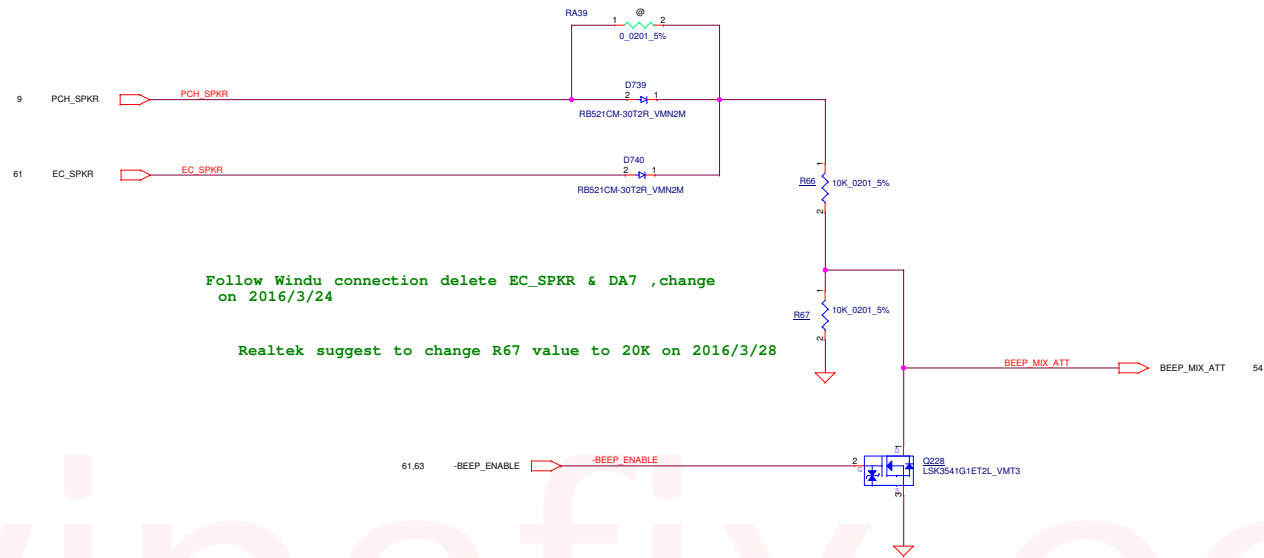 RA39
@
1
2
0_0201_5%
9
PCH_SPKR
PCH_SPKR
D739
2
1
RB521CM-30T2R_VMN2M
61
EC_SPKR
EC_SPKR
D740
2
1
RB521CM-30T2R_VMN2M
1
R66
10K_0201_5%
2
Follow Windu connection delete EC_SPKR & DA7 ,change
on 2016/3/24
1
R67
10K_0201_5%
2
Realtek suggest to change R67 value to 20K on 2016/3/28
BEEP_MIX_ATT
BEEP_MIX_ATT
54
61,63
-BEEP_ENABLE
-BEEP_ENABLE
2
1
3
Q228
LSK3541G1ET2L_VMT3